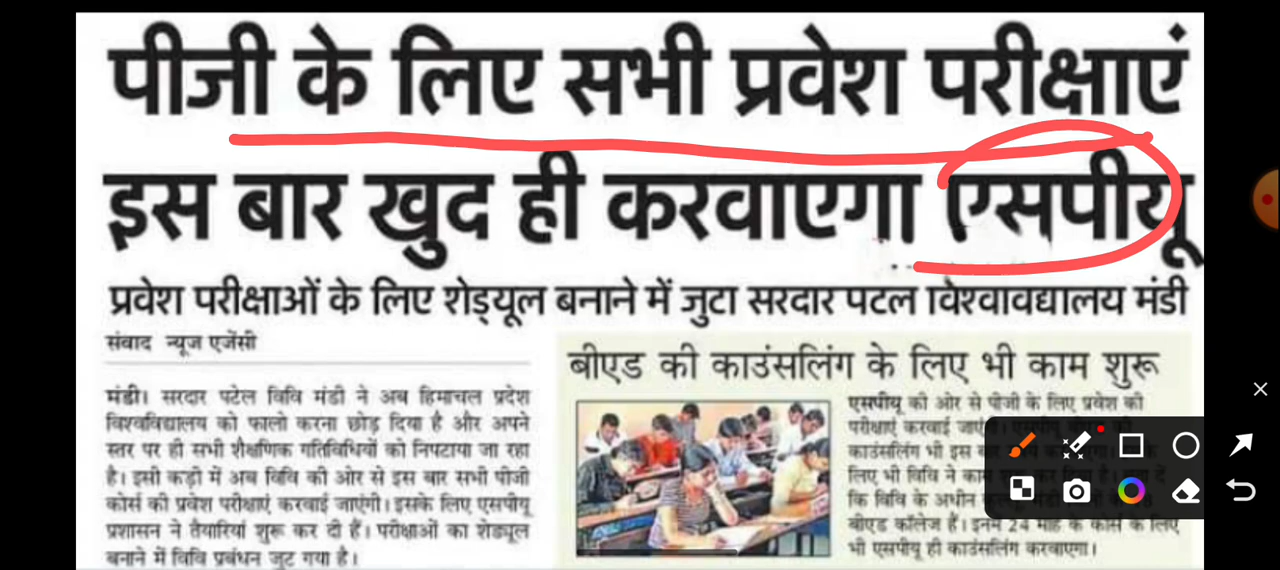 पीजी के लिए सभी प्रवेश परीक्षाएं
इस बार खुद ही करवाएगा एसपीयू
प्रवेश परीक्षाओं के लिए शेड्यूल बनाने में जुटा सरदार पटेल विश्वविद्यालय मंडी
संवाद न्यूज एजेंसी
मंडी। सरदार पटेल विवि मंडी ने अब हिमाचल प्रदेश
विश्वविद्यालय को फालो करना छोड़ दिया है और अपने
स्तर पर ही सभी शैक्षणिक गतिविधियों को निपटाया जा रहा
है। इसी कड़ी में अब विवि की ओर से इस बार सभी पीजी
कोर्स की प्रवेश परीक्षाएं करवाई जाएंगी। इसके लिए एसपीयू
प्रशासन ने तैयारियां शुरू कर दी हैं। परीक्षाओं का शेड्यूल
बनाने में विवि प्रबंधन जुट गया है।
बीएड की काउंसलिंग के लिए भी काम शुरू
एसपीयू की ओर से पीजी के लिए प्रवेश की
परीक्षाएं करवाई
काउंसलिंग भी इस
लिए भी विवि ने काम
कि विवि के अधीन
बीएड कॉलेज हैं। इनमें 24 माह के कोर्स के लिए
भी एसपीयू ही काउंसलिंग करवाएगा।